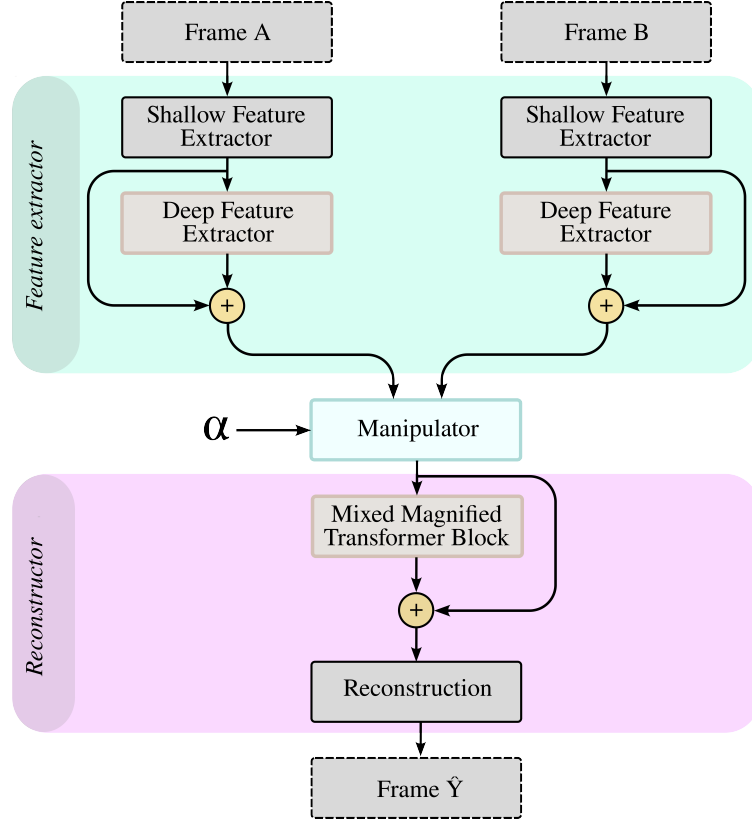 Frame A
Frame B
Feature extractor
Shallow Feature
Extractor
Shallow Feature
Extractor
Deep Feature
Extractor
Deep Feature
Extractor
+
+
α
Manipulator
Reconstructor
Mixed Magnified
Transformer Block
+
Reconstruction
Frame Ŷ